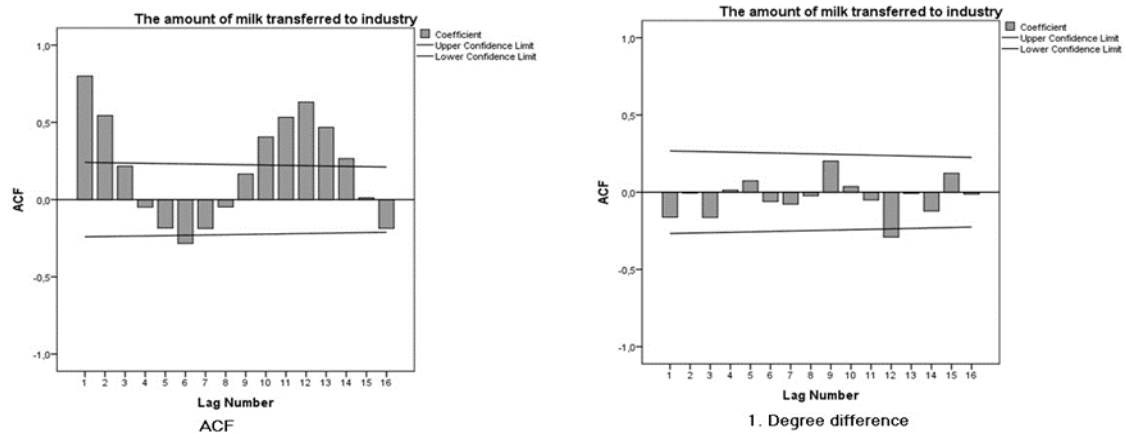 The amount of milk transferred to industry
Coefficient
Upper Confidence Limit
Lower Confidence Limit
1,0
0,5
0,0
-0,5
-1,0
ACF
1 2 3 4 5 6 7 8 9 10 11 12 13 14 15 16
Lag Number
ACF
The amount of milk transferred to industry
Coefficient
Upper Confidence Limit
Lower Confidence Limit
1,0
0,5
0,0
-0,5
-1,0
ACF
1 2 3 4 5 6 7 8 9 10 11 12 13 14 15 16
Lag Number
1. Degree difference